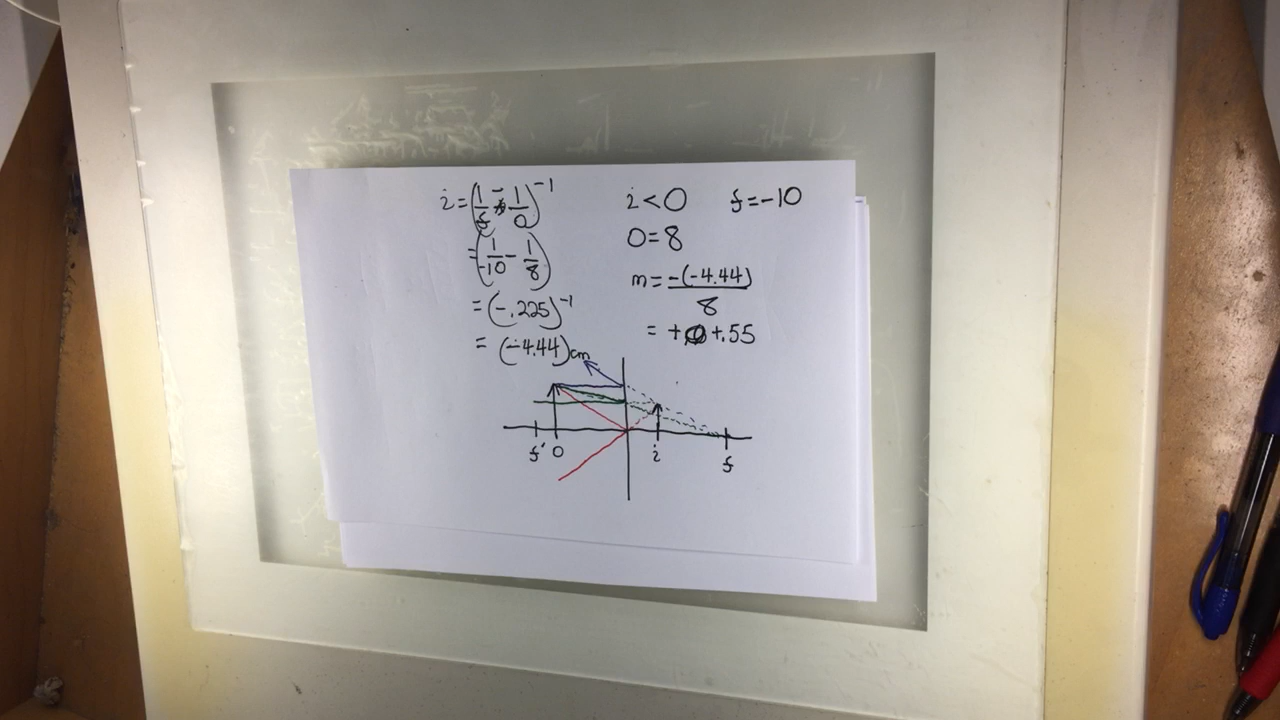 i = (1/f - 1/o)^-1
= (1/-10 - 1/8)
= (-.225)^-1
= (-4.44) cm
i < 0   f = -10
o = 8
m = -(-4.44)/8
= + +.55
f' o i f